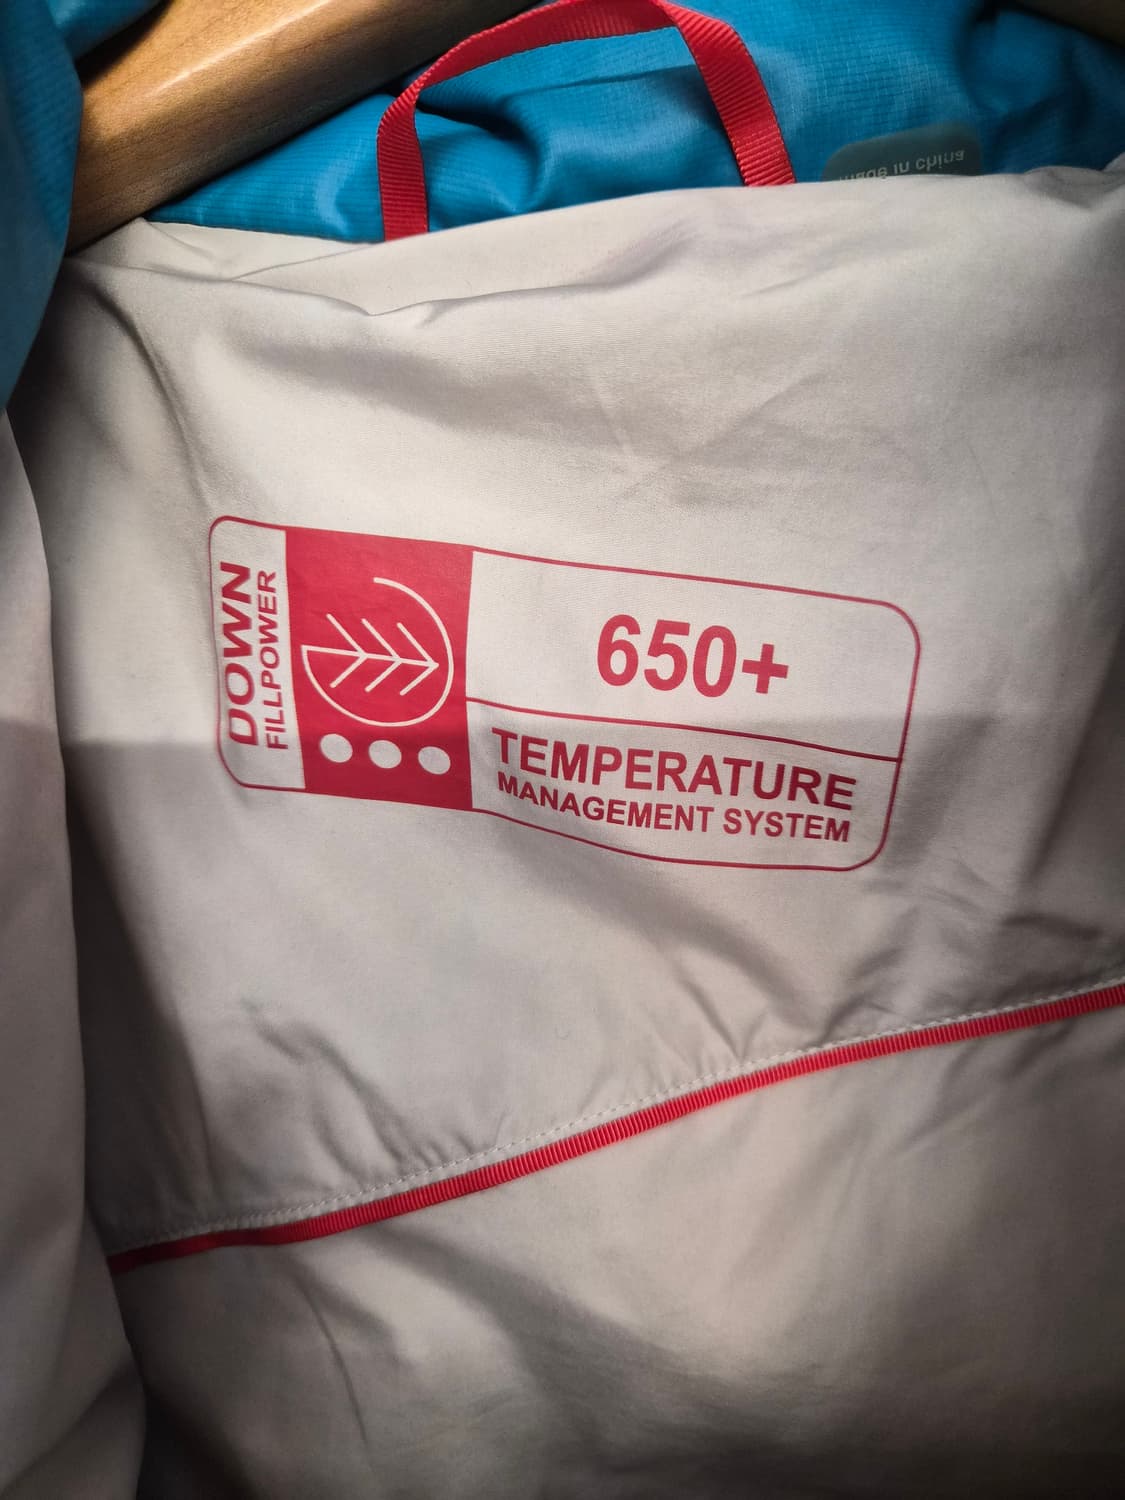 made in china
DOWN
FILLPOWER
650+
TEMPERATURE
MANAGEMENT SYSTEM